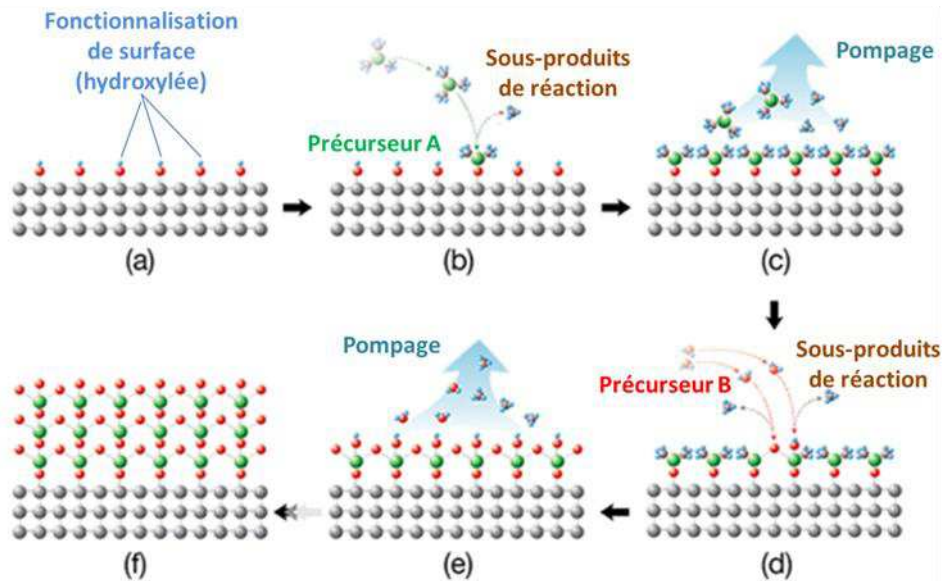 Fonctionnalisation
de surface
(hydroxylée)
(a)
Précurseur A
Sous-produits
de réaction
(b)
Pompage
(c)
Précurseur B
Sous-produits
de réaction
(d)
Pompage
(e)
(f)